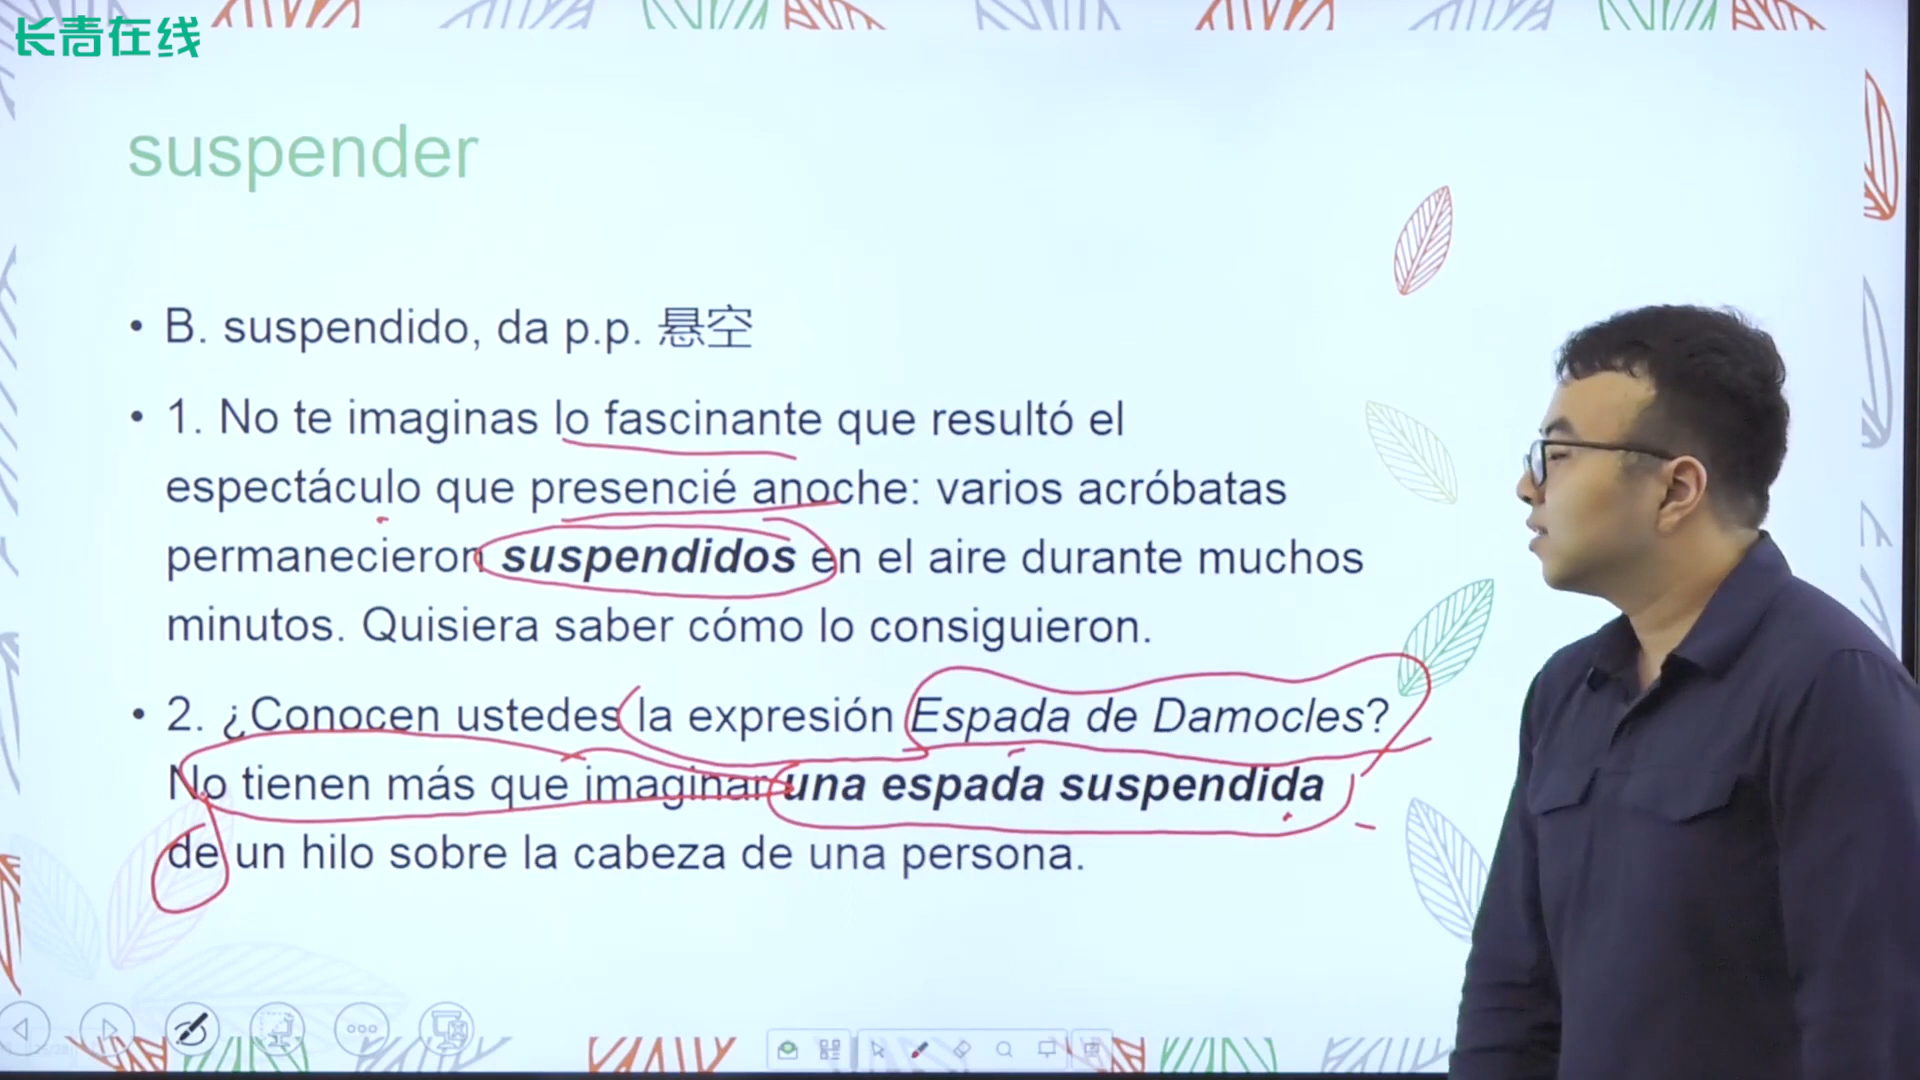 长青在线
suspender
• B. suspendido, da p.p. 悬空
• 1. No te imaginas lo fascinante que resultó el
espectáculo que presencié anoche: varios acróbatas
permanecieron suspendidos en el aire durante muchos
minutos. Quisiera saber cómo lo consiguieron.
• 2. ¿Conocen ustedes la expresión Espada de Damocles?
No tienen más que imaginar una espada suspendida
de un hilo sobre la cabeza de una persona.